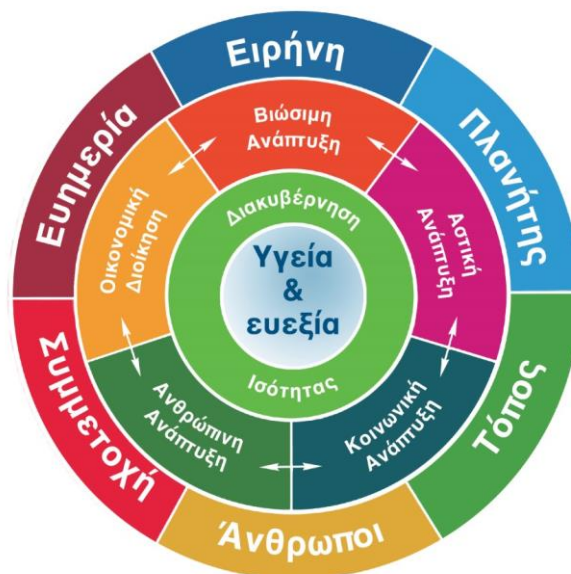 Ειρήνη
Πλανήτης
Τόπος
Άνθρωποι
Συμμετοχή
Ευημερία
Βιώσιμη
Ανάπτυξη
Αστική
Ανάπτυξη
Κοινωνική
Ανάπτυξη
Ανθρώπινη
Ανάπτυξη
Οικονομική
Διοίκηση
Διακυβέρνηση
Ισότητας
Υγεία
&
ευεξία